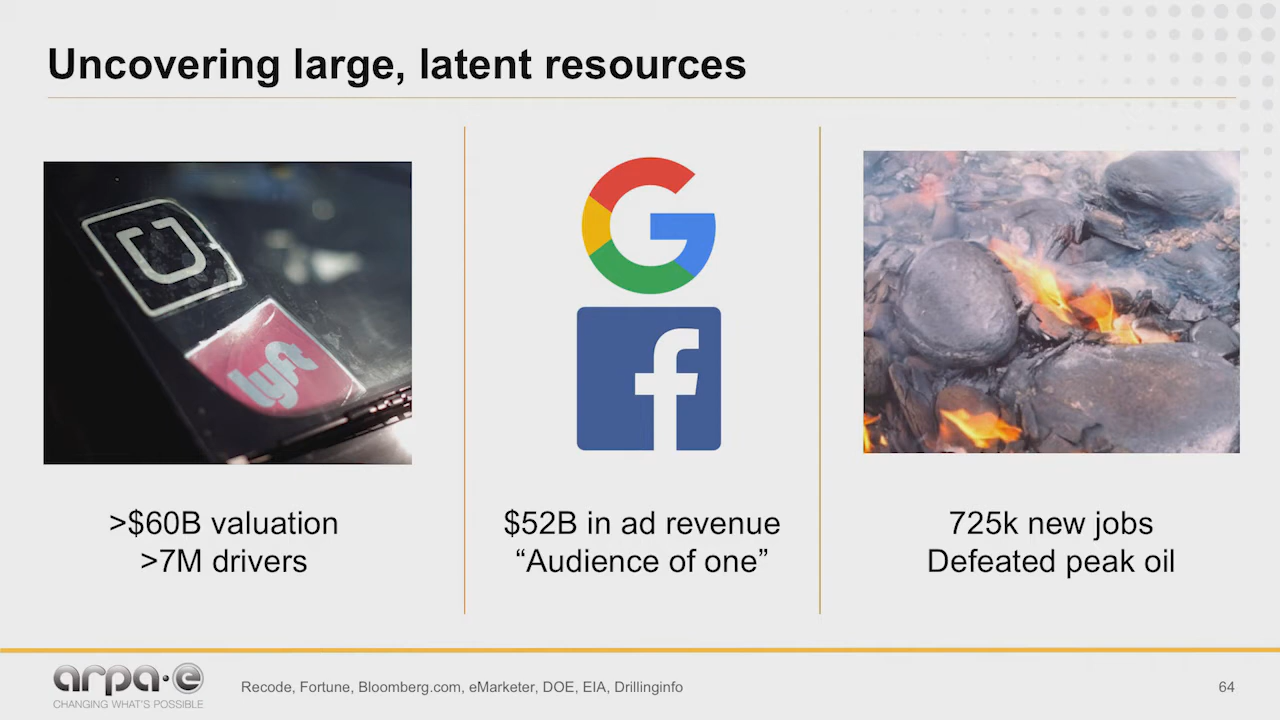 Uncovering large, latent resources
lyft
>$60B valuation
>7M drivers
$52B in ad revenue
“Audience of one”
725k new jobs
Defeated peak oil
arpa·e
CHANGING WHAT'S POSSIBLE
Recode, Fortune, Bloomberg.com, eMarketer, DOE, EIA, Drillinginfo
64